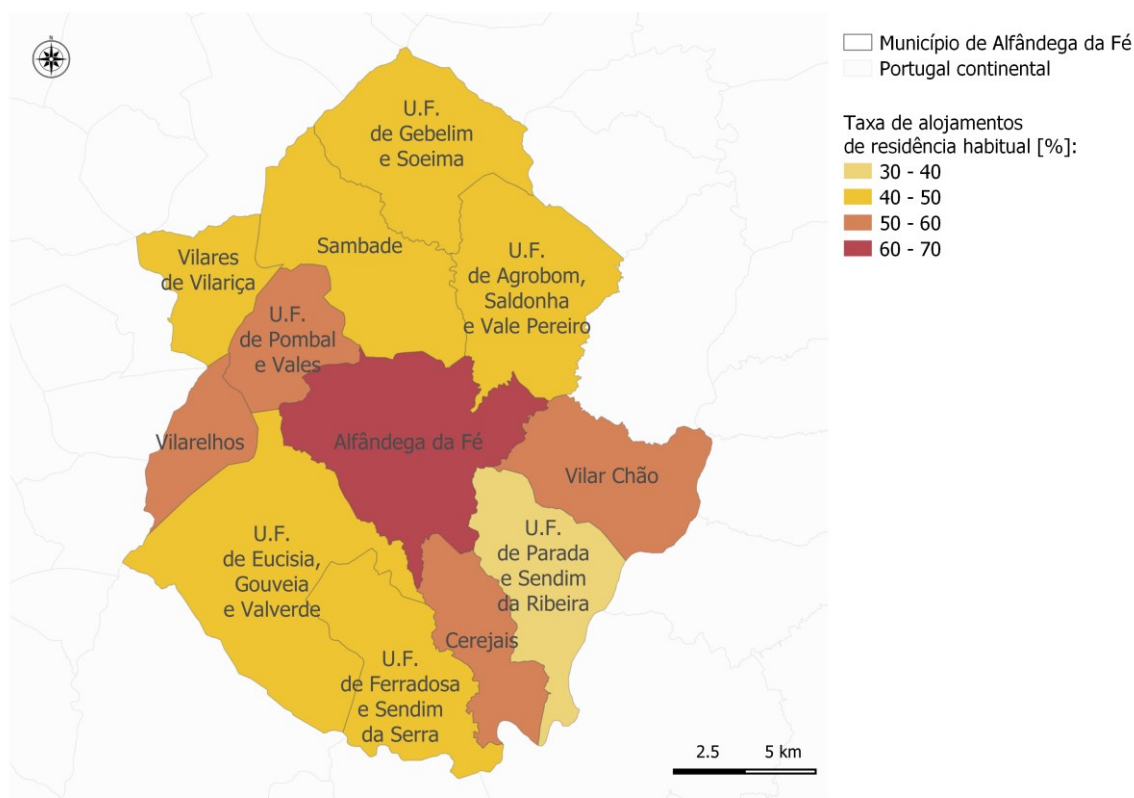 N
U.F.
de Gebelim
e Soeima
Vilares
de Vilariça
Sambade
U.F.
de Agrobom,
Saldonha
e Vale Pereiro
U.F.
de Pombal
e Vales
Vilarelhos
Alfândega da Fé
Vilar Chão
U.F.
de Eucisia,
Gouveia
e Valverde
U.F.
de Parada
e Sendim
da Ribeira
Cerejais
U.F.
de Ferradosa
e Sendim
da Serra
2.5 5 km
Município de Alfândega da Fé
Portugal continental
Taxa de alojamentos
de residência habitual [%]:
30 - 40
40 - 50
50 - 60
60 - 70